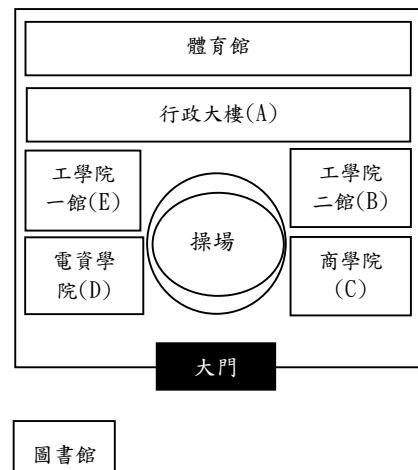 體育館
行政大樓(A)
工學院
一館(E)
工學院
二館(B)
操場
電資學
院(D)
商學院
(C)
大門
圖書館